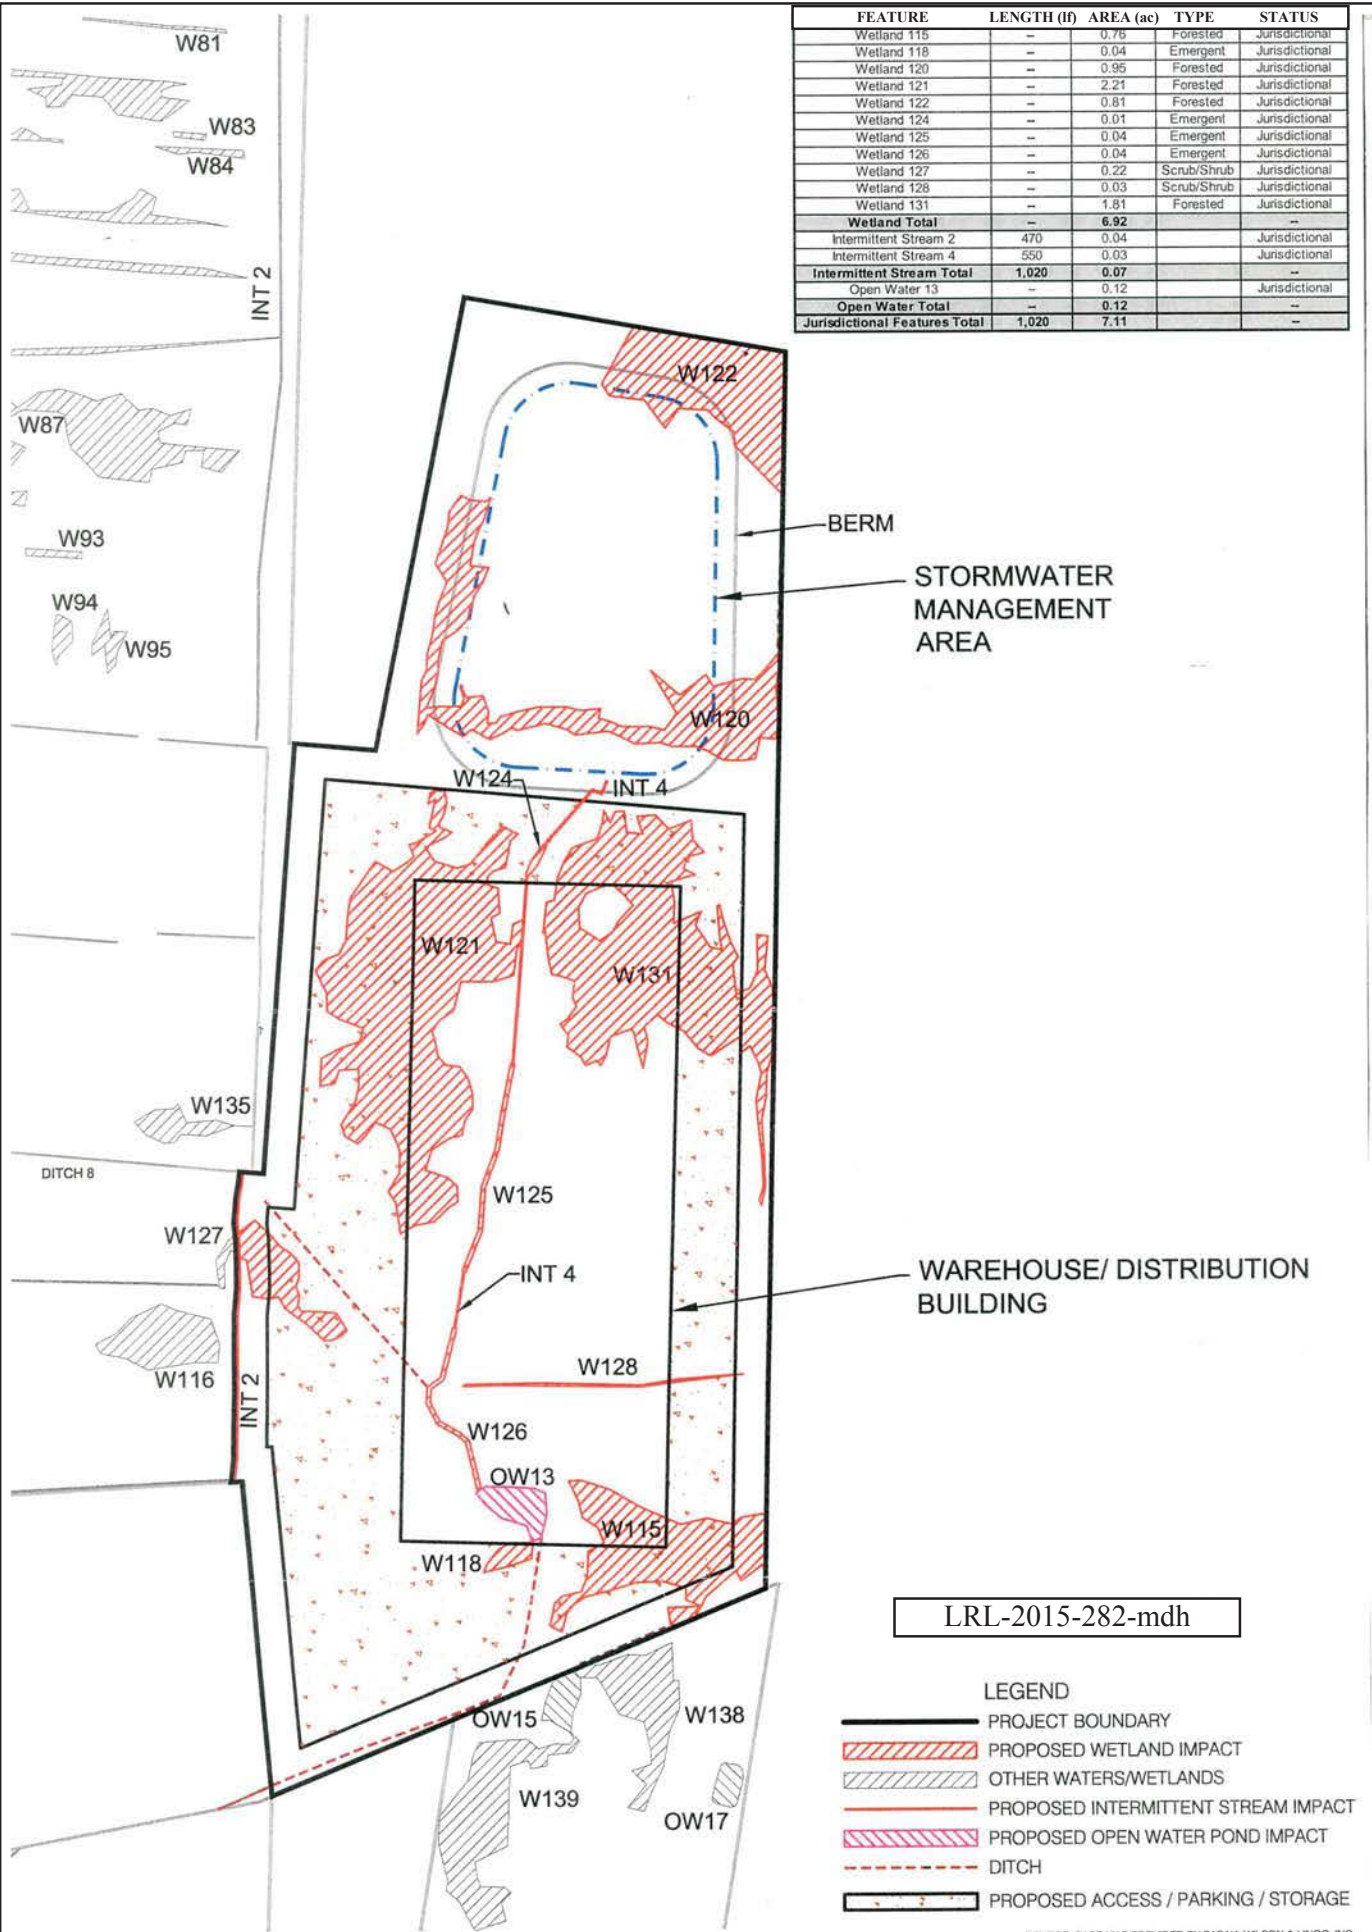 FEATURE LENGTH (lf) AREA (ac) TYPE STATUS
Wetland 115 -- 0.76 Forested Jurisdictional
Wetland 118 -- 0.04 Emergent Jurisdictional
Wetland 120 -- 0.95 Forested Jurisdictional
Wetland 121 -- 2.21 Forested Jurisdictional
Wetland 122 -- 0.81 Forested Jurisdictional
Wetland 124 -- 0.01 Emergent Jurisdictional
Wetland 125 -- 0.04 Emergent Jurisdictional
Wetland 126 -- 0.04 Emergent Jurisdictional
Wetland 127 -- 0.22 Scrub/Shrub Jurisdictional
Wetland 128 -- 0.03 Scrub/Shrub Jurisdictional
Wetland 131 -- 1.81 Forested Jurisdictional
Wetland Total -- 6.92 --
Intermittent Stream 2 470 0.04 Jurisdictional
Intermittent Stream 4 550 0.03 Jurisdictional
Intermittent Stream Total 1,020 0.07 --
Open Water 13 -- 0.12 Jurisdictional
Open Water Total -- 0.12 --
Jurisdictional Features Total 1,020 7.11 --
W81
W83
W84
INT 2
W122
W87
BERM
W93
STORMWATER
MANAGEMENT
AREA
W94
W95
W120
W124
INT 4
W121
W131
W135
DITCH 8
W125
W127
INT 4
WAREHOUSE/ DISTRIBUTION
BUILDING
W128
W116
INT 2
W126
OW13
W115
W118
LRL-2015-282-mdh
OW15
W138
W139
OW17
LEGEND
PROJECT BOUNDARY
PROPOSED WETLAND IMPACT
OTHER WATERS/WETLANDS
PROPOSED INTERMITTENT STREAM IMPACT
PROPOSED OPEN WATER POND IMPACT
DITCH
PROPOSED ACCESS / PARKING / STORAGE